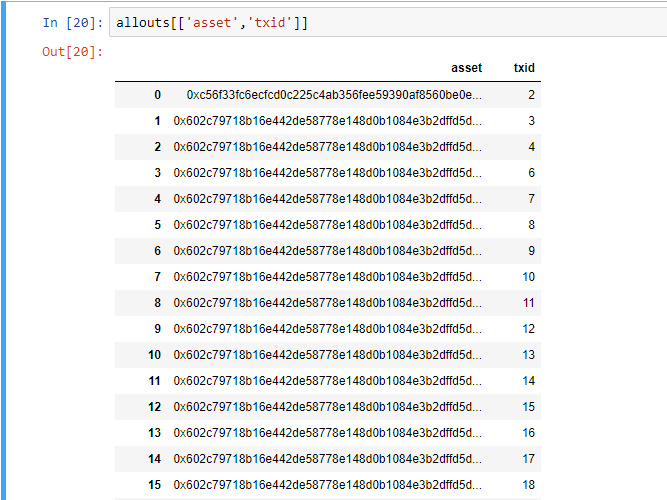 In [20]: allouts[['asset','txid']]
Out[20]:
asset txid
0 0xc56f33fc6ecfcd0c225c4ab356fee59390af8560be0e... 2
1 0x602c79718b16e442de58778e148d0b1084e3b2dffd5d... 3
2 0x602c79718b16e442de58778e148d0b1084e3b2dffd5d... 4
3 0x602c79718b16e442de58778e148d0b1084e3b2dffd5d... 6
4 0x602c79718b16e442de58778e148d0b1084e3b2dffd5d... 7
5 0x602c79718b16e442de58778e148d0b1084e3b2dffd5d... 8
6 0x602c79718b16e442de58778e148d0b1084e3b2dffd5d... 9
7 0x602c79718b16e442de58778e148d0b1084e3b2dffd5d... 10
8 0x602c79718b16e442de58778e148d0b1084e3b2dffd5d... 11
9 0x602c79718b16e442de58778e148d0b1084e3b2dffd5d... 12
10 0x602c79718b16e442de58778e148d0b1084e3b2dffd5d... 13
11 0x602c79718b16e442de58778e148d0b1084e3b2dffd5d... 14
12 0x602c79718b16e442de58778e148d0b1084e3b2dffd5d... 15
13 0x602c79718b16e442de58778e148d0b1084e3b2dffd5d... 16
14 0x602c79718b16e442de58778e148d0b1084e3b2dffd5d... 17
15 0x602c79718b16e442de58778e148d0b1084e3b2dffd5d... 18